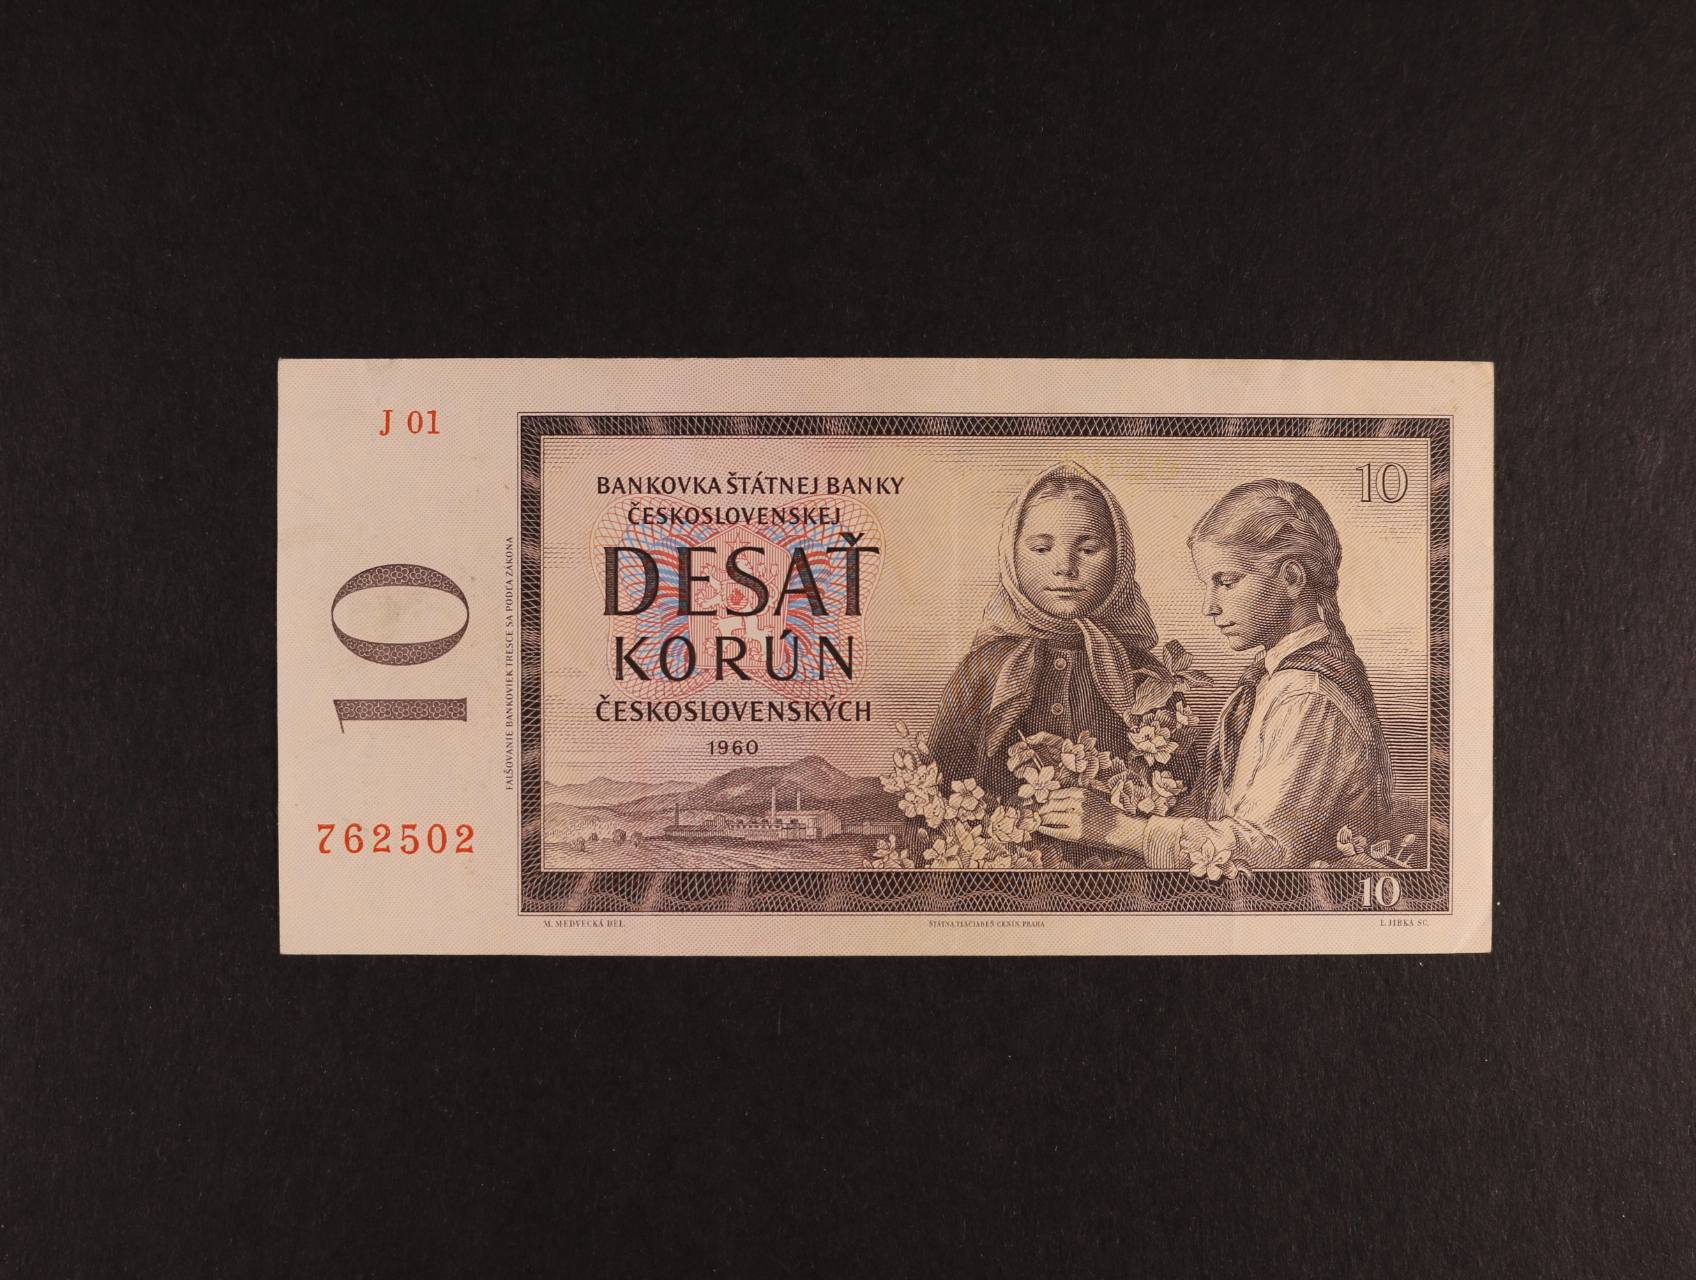 J 01
10
762502
FALŠOVANIE BANKOVIEK TRESCE SA PODĽA ZÁKONA
BANKOVKA ŠTÁTNEJ BANKY
ČESKOSLOVENSKEJ
DESAŤ
KORÚN
ČESKOSLOVENSKÝCH
1960
10
10
M. MEDVECKÁ DEL.
ŠTÁTNA TLAČIAREŇ CENÍN, PRAHA
I. JIRKA SC.